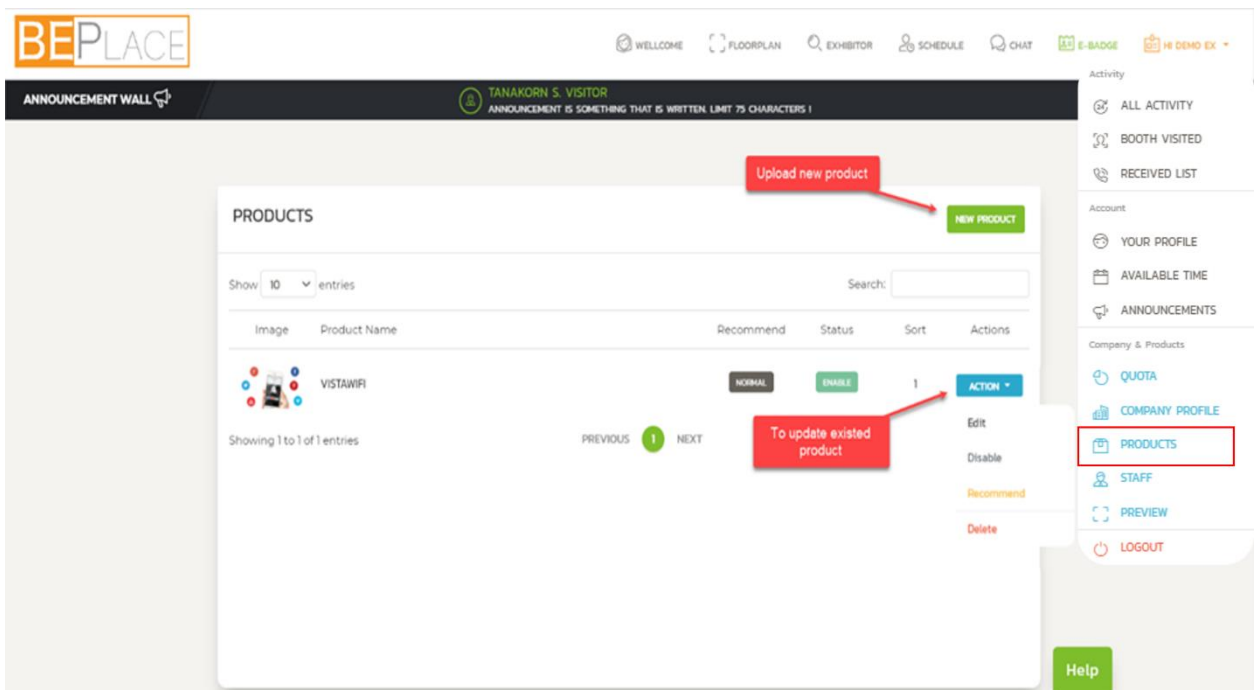 BEPLACE
WELLCOME FLOORPLAN EXHIBITOR SCHEDULE CHAT E-BADGE HI DEMO EX
ANNOUNCEMENT WALL
TANAKORN S. VISITOR
ANNOUNCEMENT IS SOMETHING THAT IS WRITTEN. LIMIT 75 CHARACTERS !
Activity
ALL ACTIVITY
BOOTH VISITED
RECEIVED LIST
Account
YOUR PROFILE
AVAILABLE TIME
ANNOUNCEMENTS
Company & Products
QUOTA
COMPANY PROFILE
PRODUCTS
STAFF
PREVIEW
LOGOUT
Upload new product
PRODUCTS
NEW PRODUCT
Show 10 entries
Search:
Image Product Name Recommend Status Sort Actions
VISTAWIFI NORMAL ENABLE 1 ACTION
Showing 1 to 1 of 1 entries
PREVIOUS 1 NEXT
To update existed
product
Edit
Disable
Recommend
Delete
Help